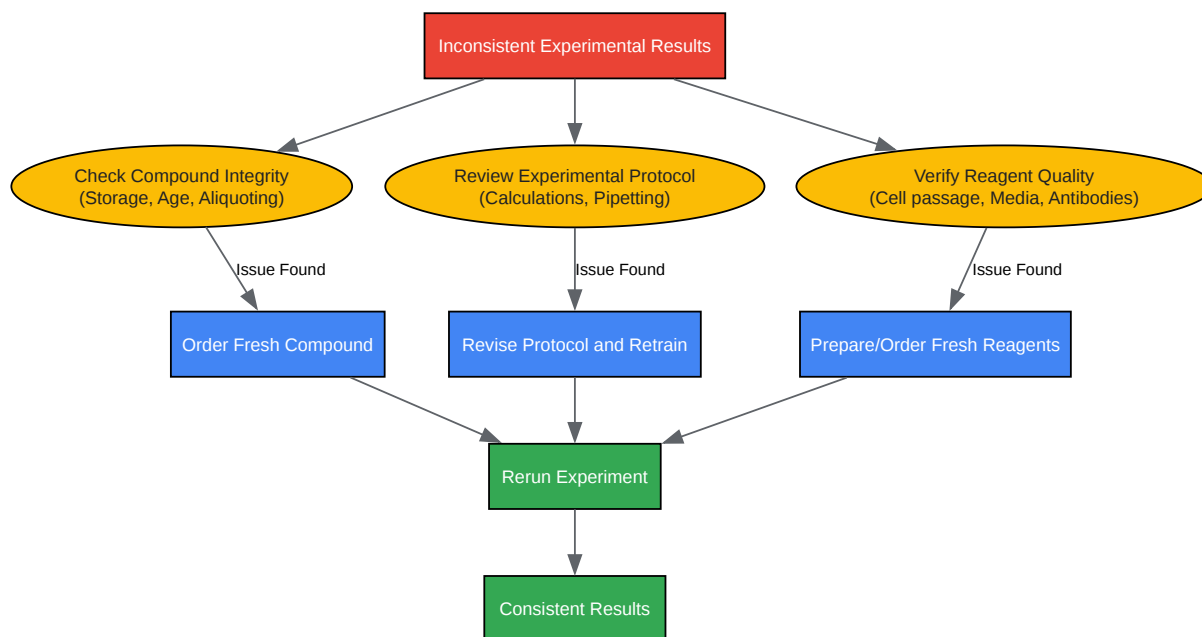 Inconsistent Experimental Results
Check Compound Integrity
(Storage, Age, Aliquoting)
Review Experimental Protocol
(Calculations, Pipetting)
Verify Reagent Quality
(Cell passage, Media, Antibodies)
Issue Found
Issue Found
Issue Found
Order Fresh Compound
Revise Protocol and Retrain
Prepare/Order Fresh Reagents
Rerun Experiment
Consistent Results